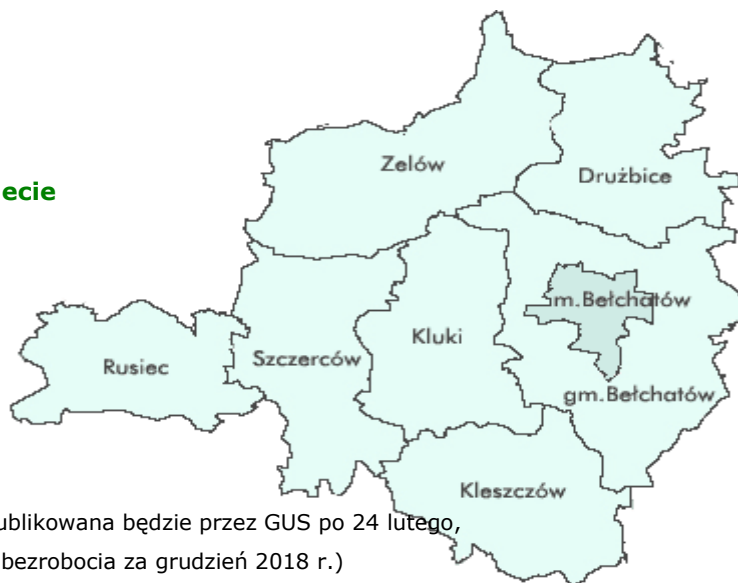 Zelów
Drużbice
ecie
m.Bełchatów
Kluki
Szczerców
Rusiec
gm.Bełchatów
Kleszczów
ublikowana będzie przez GUS po 24 lutego,
bezrobocia za grudzień 2018 r.)